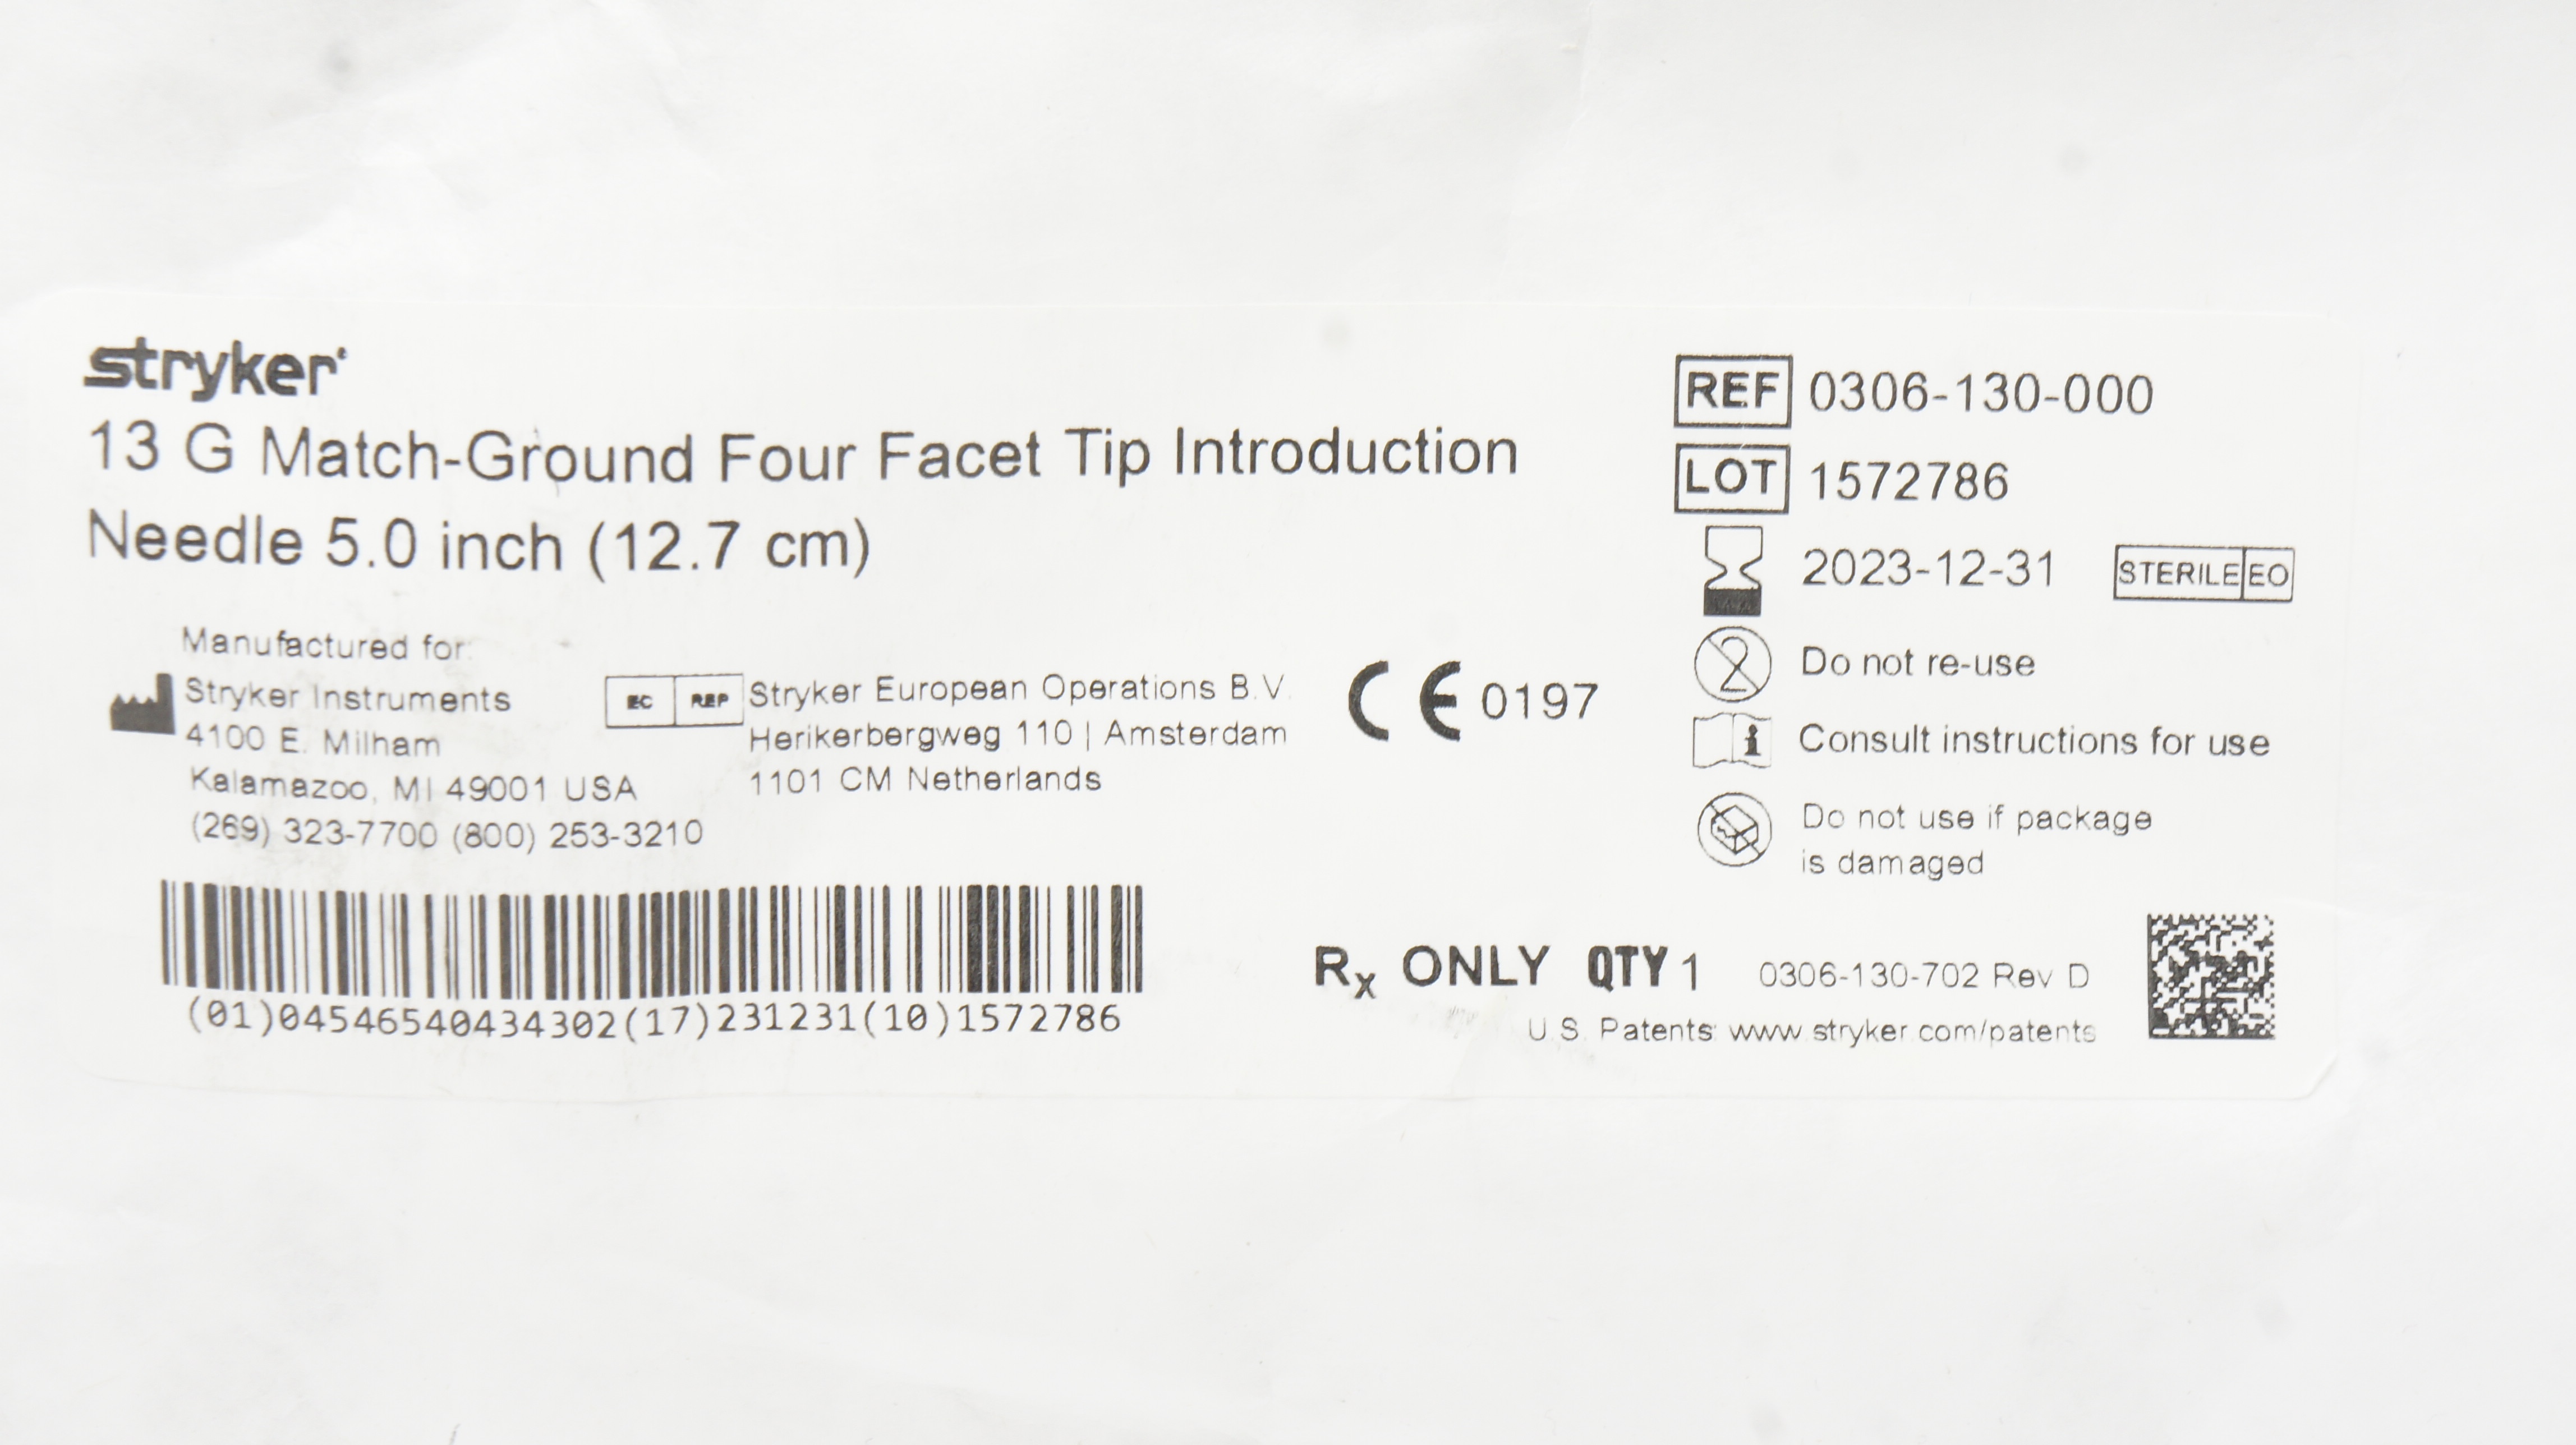 stryker
13 G Match-Ground Four Facet Tip Introduction
Needle 5.0 inch (12.7 cm)
Manufactured for:
Stryker Instruments
4100 E. Milham
Kalamazoo, MI 49001 USA
(269) 323-7700 (800) 253-3210
EC REP
Stryker European Operations B.V.
Herikerbergweg 110 | Amsterdam
1101 CM Netherlands
CE 0197
(01)04546540434302(17)231231(10)1572786
REF 0306-130-000
LOT 1572786
2023-12-31 STERILE EO
2 Do not re-use
i Consult instructions for use
Do not use if package
is damaged
Rx ONLY QTY 1 0306-130-702 Rev D
U.S. Patents: www.stryker.com/patents